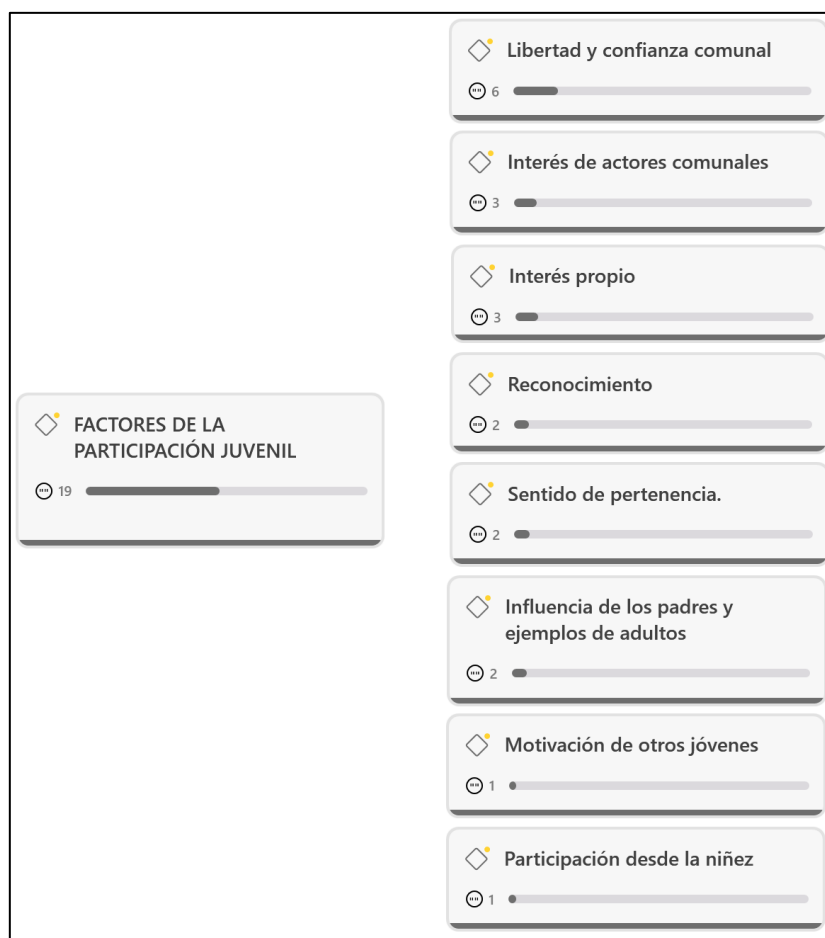 Libertad y confianza comunal
6
Interés de actores comunales
3
Interés propio
3
Reconocimiento
2
FACTORES DE LA
PARTICIPACIÓN JUVENIL
19
Sentido de pertenencia.
2
Influencia de los padres y
ejemplos de adultos
2
Motivación de otros jóvenes
1
Participación desde la niñez
1